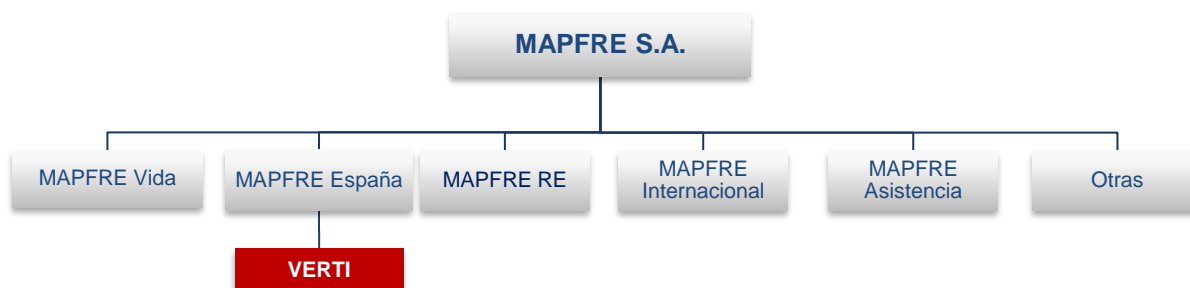 MAPFRE S.A.
MAPFRE Vida
MAPFRE España
MAPFRE RE
MAPFRE
Internacional
MAPFRE
Asistencia
Otras
VERTI